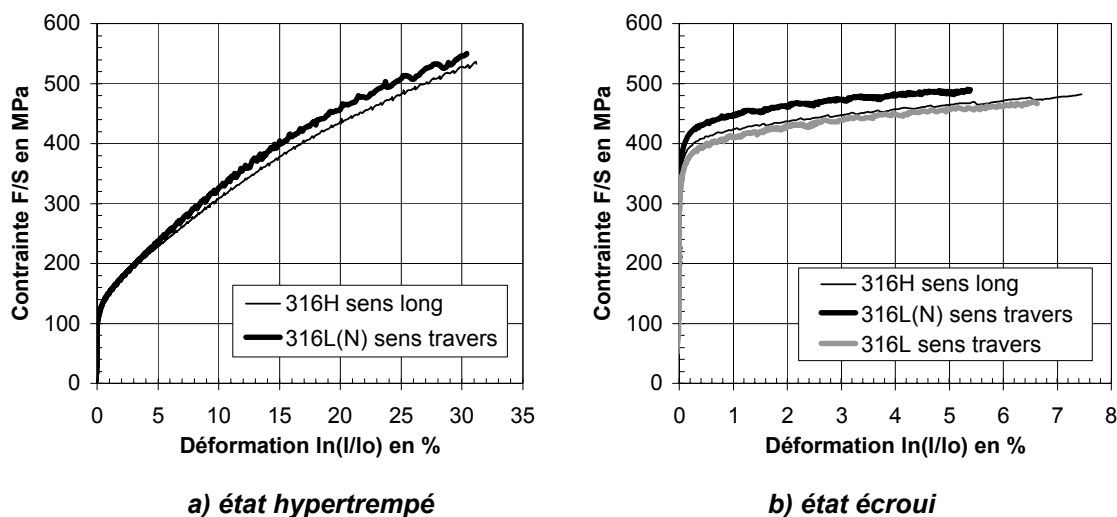 600
500
400
300
200
100
0
Contrainte F/S en MPa
0 5 10 15 20 25 30 35
Déformation ln(l/lo) en %
316H sens long
316L(N) sens travers
a) état hypertrempé
600
500
400
300
200
100
0
Contrainte F/S en MPa
0 1 2 3 4 5 6 7 8
Déformation ln(l/lo) en %
316H sens long
316L(N) sens travers
316L sens travers
b) état écroui